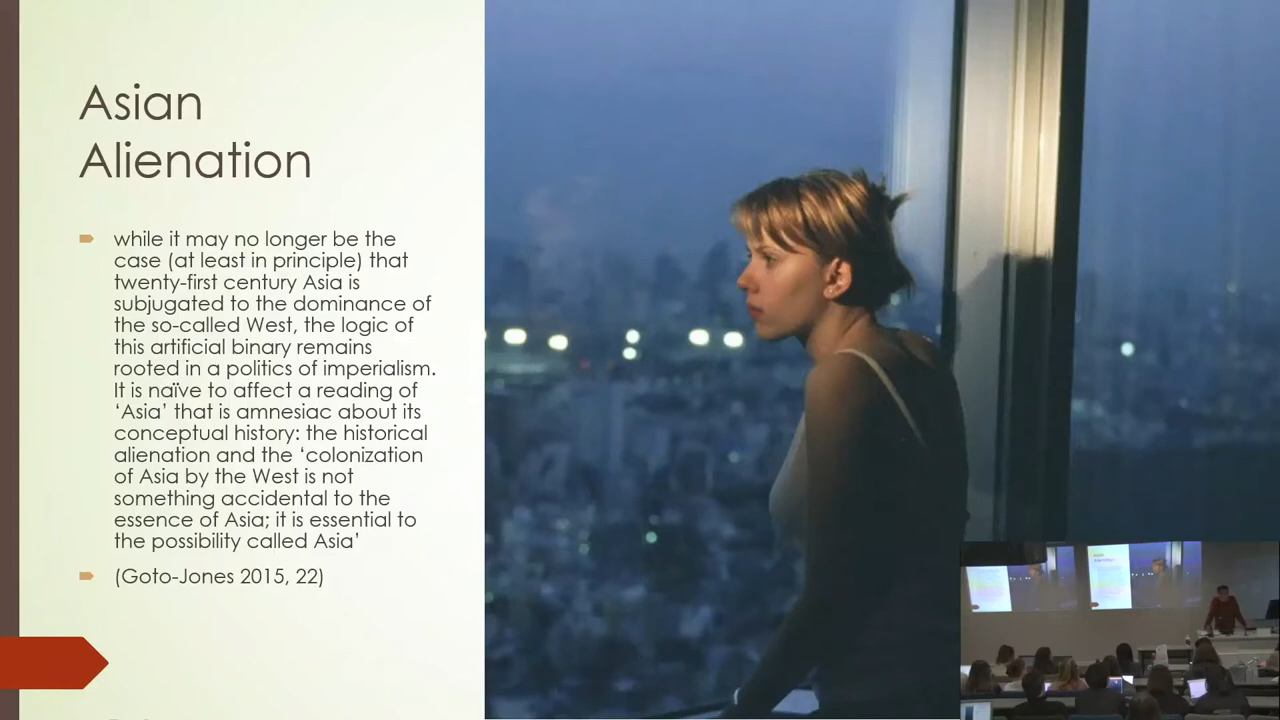 Asian
Alienation
while it may no longer be the
case (at least in principle) that
twenty-first century Asia is
subjugated to the dominance of
the so-called West, the logic of
this artificial binary remains
rooted in a politics of imperialism.
It is naïve to affect a reading of
‘Asia’ that is amnesiac about its
conceptual history: the historical
alienation and the ‘colonization
of Asia by the West is not
something accidental to the
essence of Asia; it is essential to
the possibility called Asia’
(Goto-Jones 2015, 22)